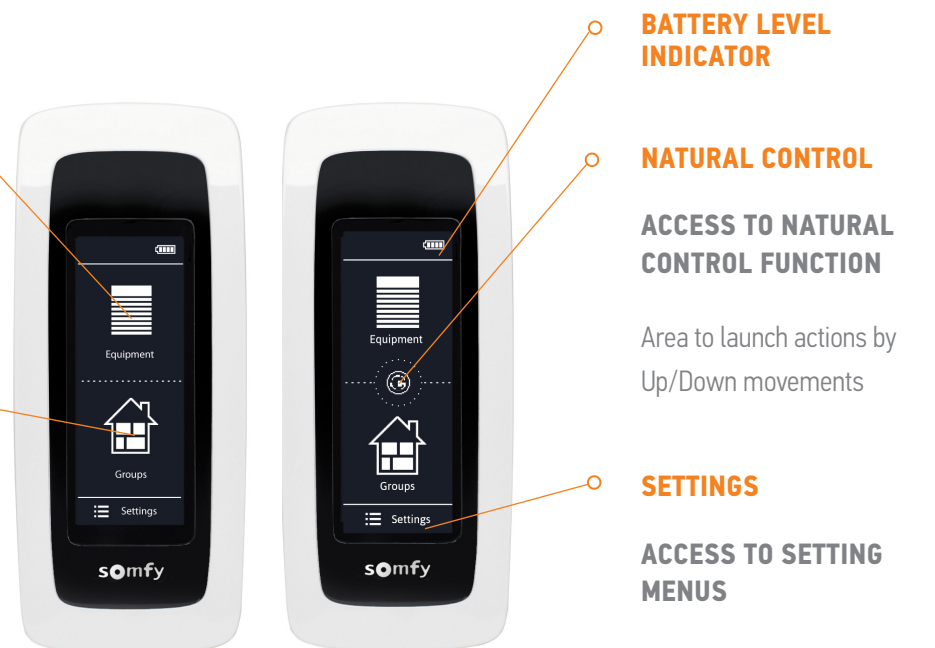 Equipment
Groups
Settings
somfy
Equipment
Groups
Settings
somfy
BATTERY LEVEL
INDICATOR
NATURAL CONTROL
ACCESS TO NATURAL
CONTROL FUNCTION
Area to launch actions by
Up/Down movements
SETTINGS
ACCESS TO SETTING
MENUS